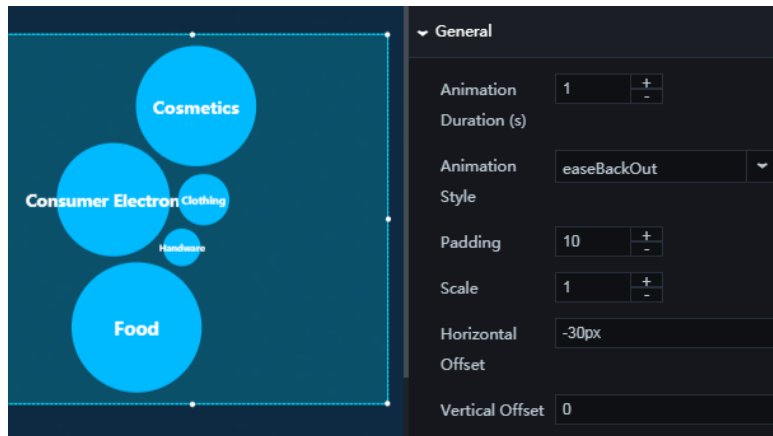 Cosmetics
Consumer Electron
Clothing
Handware
Food
General
Animation
Duration (s)
1
+
-
Animation
Style
easeBackOut
Padding
10
+
-
Scale
1
+
-
Horizontal
Offset
-30px
Vertical Offset
0